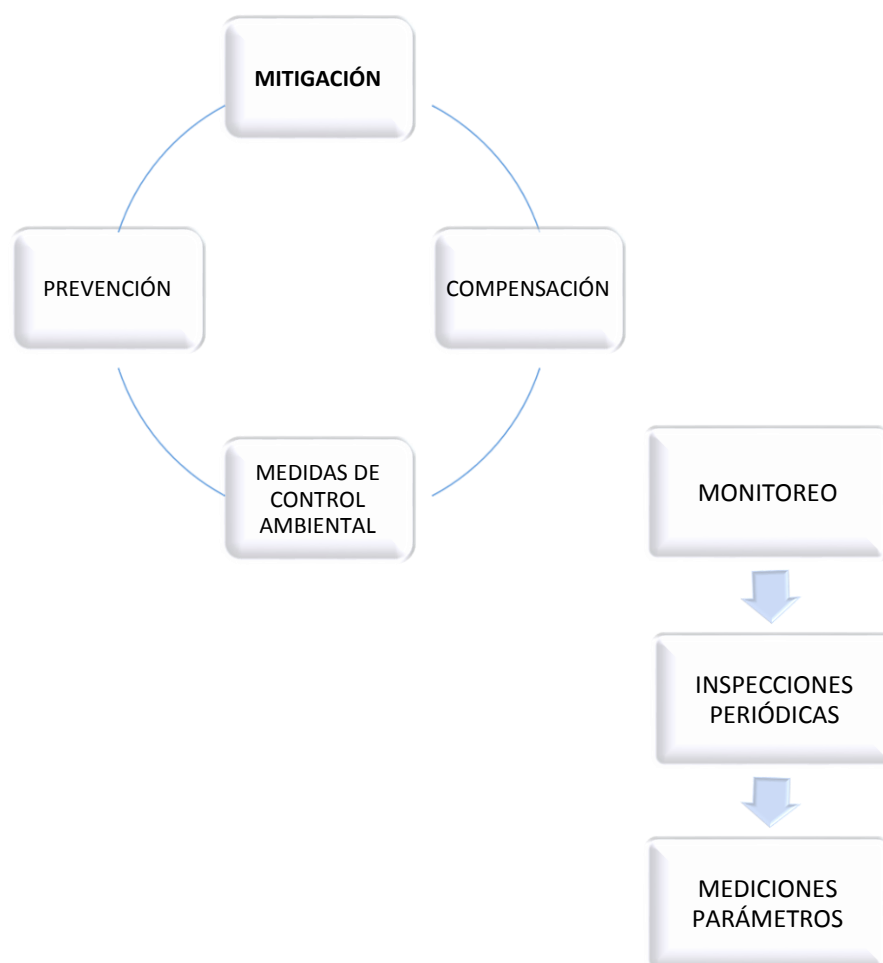 MITIGACIÓN
PREVENCIÓN
COMPENSACIÓN
MEDIDAS DE
CONTROL
AMBIENTAL
MONITOREO
INSPECCIONES
PERIÓDICAS
MEDICIONES
PARÁMETROS